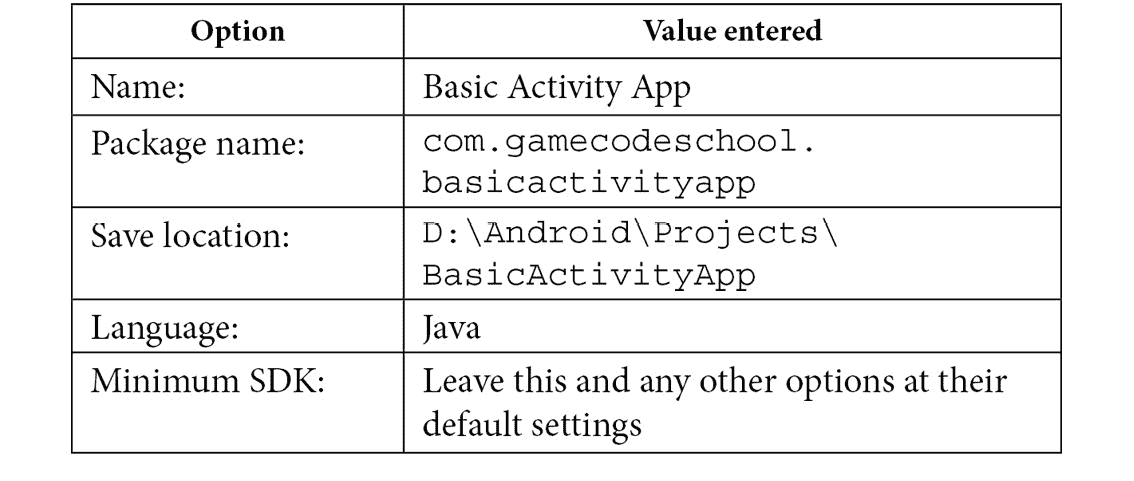 Option Value entered
Name: Basic Activity App
Package name: com.gamecodeschool.
basicactivityapp
Save location: D:\Android\Projects\
BasicActivityApp
Language: Java
Minimum SDK: Leave this and any other options at their
default settings